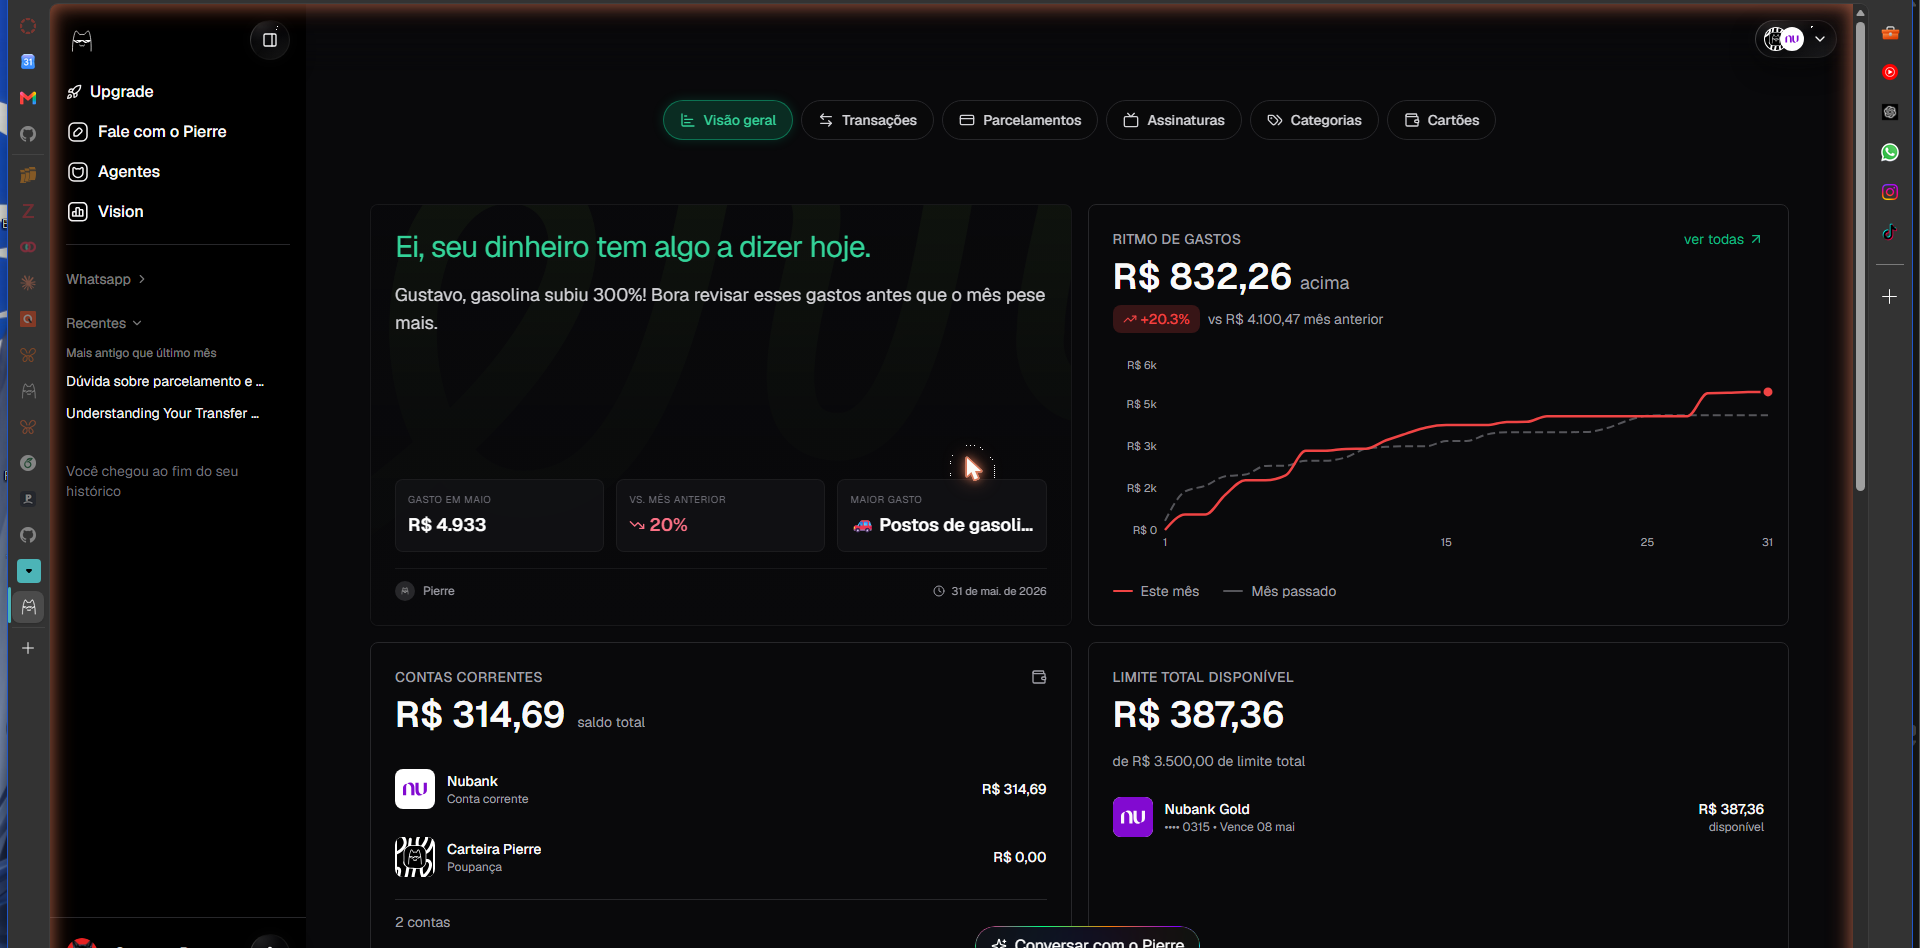 Upgrade
Fale com o Pierre
Agentes
Vision
Whatsapp
Recentes
Mais antigo que último mês
Dúvida sobre parcelamento e ...
Understanding Your Transfer ...
Você chegou ao fim do seu
histórico
31
nu
Visão geral
Transações
Parcelamentos
Assinaturas
Categorias
Cartões
Ei, seu dinheiro tem algo a dizer hoje.
Gustavo, gasolina subiu 300%! Bora revisar esses gastos antes que o mês pese
mais.
GASTO EM MAIO
R$ 4.933
VS. MÊS ANTERIOR
20%
MAIOR GASTO
Postos de gasoli...
Pierre
31 de mai. de 2026
RITMO DE GASTOS
ver todas
R$ 832,26 acima
+20.3% vs R$ 4.100,47 mês anterior
R$ 6k
R$ 5k
R$ 3k
R$ 2k
R$ 0
1
15
25
31
Este mês
Mês passado
CONTAS CORRENTES
R$ 314,69 saldo total
nu
Nubank
Conta corrente
R$ 314,69
Carteira Pierre
Poupança
R$ 0,00
2 contas
LIMITE TOTAL DISPONÍVEL
R$ 387,36
de R$ 3.500,00 de limite total
nu
Nubank Gold
•••• 0315 • Vence 08 mai
R$ 387,36
disponível
Conversar com o Pierre